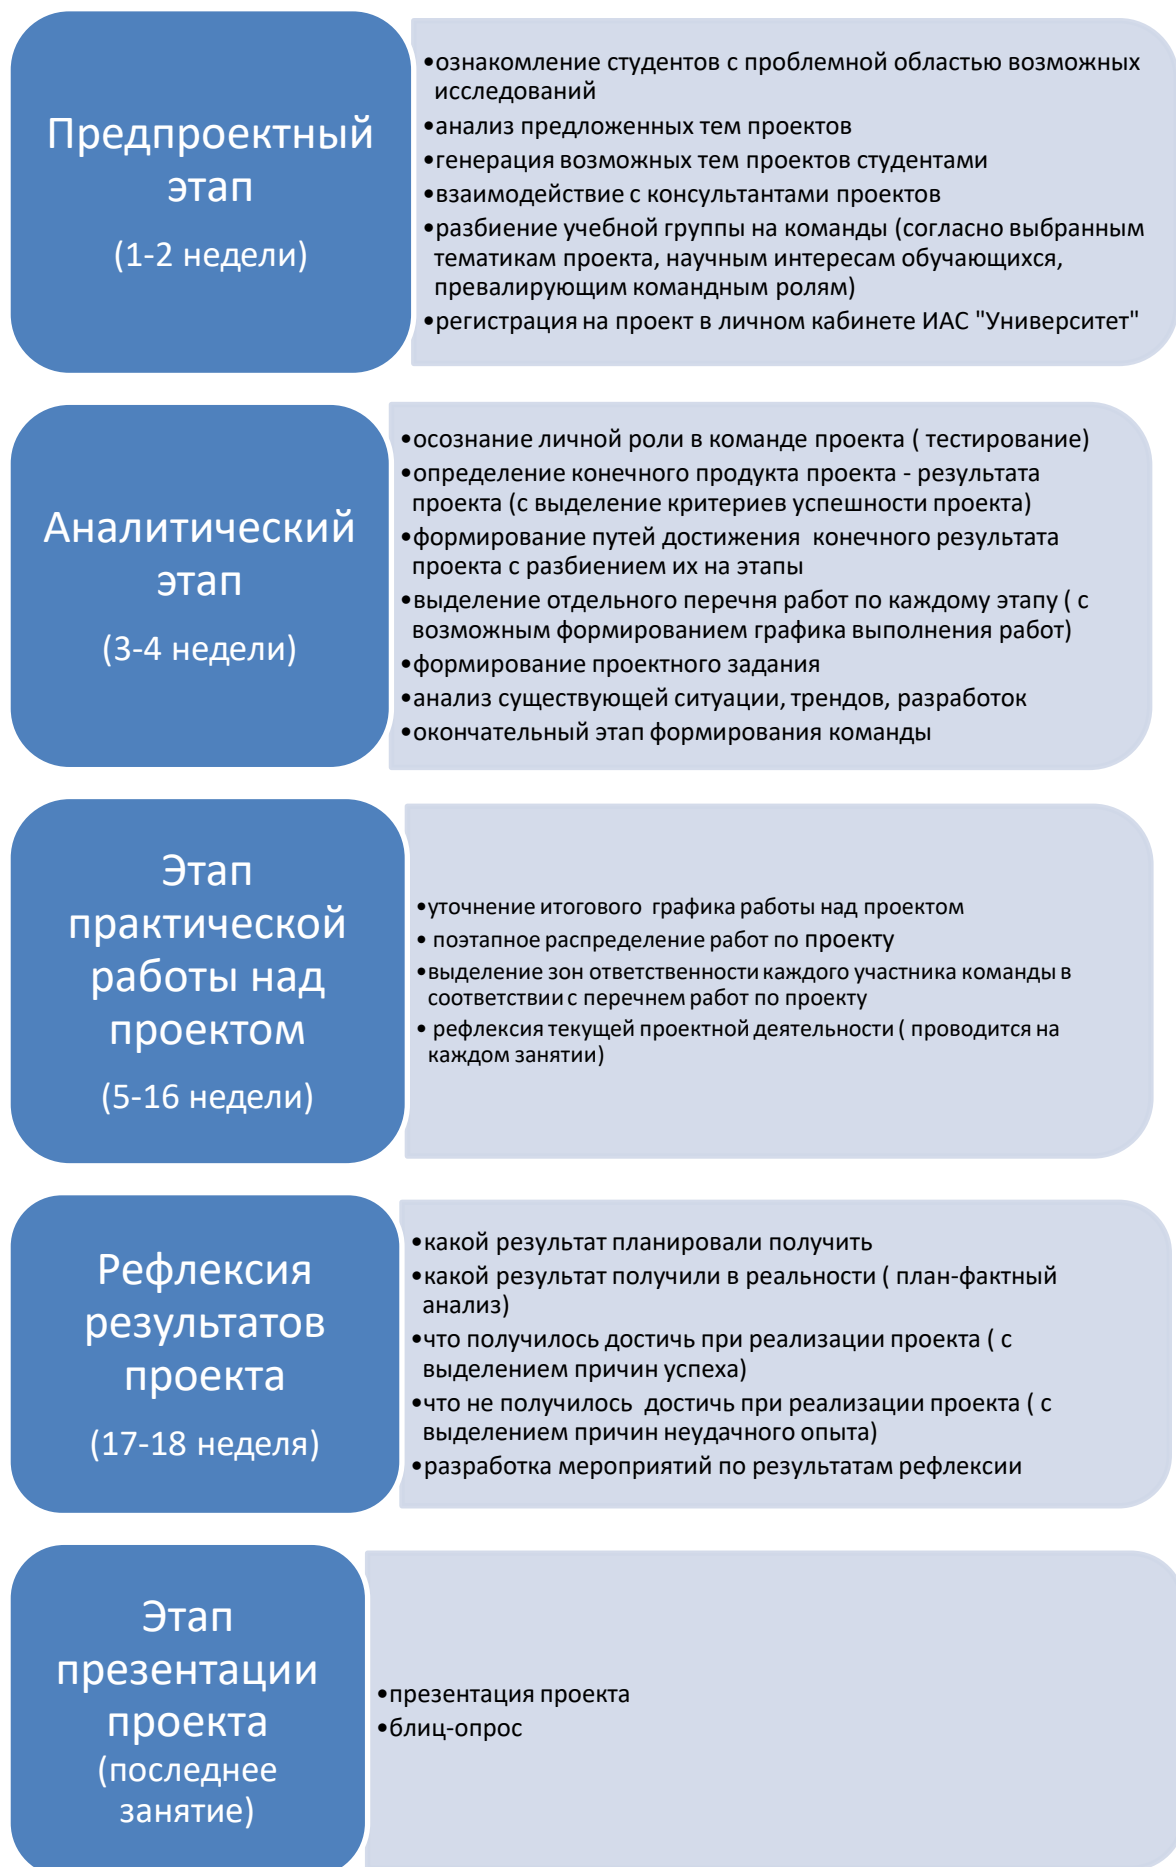 Предпроектный
этап
(1-2 недели)
•ознакомление студентов с проблемной областью возможных
исследований
•анализ предложенных тем проектов
•генерация возможных тем проектов студентами
•взаимодействие с консультантами проектов
•разбиение учебной группы на команды (согласно выбранным
тематикам проекта, научным интересам обучающихся,
превалирующим командным ролям)
•регистрация на проект в личном кабинете ИАС "Университет"
Аналитический
этап
(3-4 недели)
•осознание личной роли в команде проекта ( тестирование)
•определение конечного продукта проекта - результата
проекта (с выделение критериев успешности проекта)
•формирование путей достижения конечного результата
проекта с разбиением их на этапы
•выделение отдельного перечня работ по каждому этапу ( с
возможным формированием графика выполнения работ)
•формирование проектного задания
•анализ существующей ситуации, трендов, разработок
•окончательный этап формирования команды
Этап
практической
работы над
проектом
(5-16 недели)
•уточнение итогового графика работы над проектом
• поэтапное распределение работ по проекту
•выделение зон ответственности каждого участника команды в
соответствии с перечнем работ по проекту
• рефлексия текущей проектной деятельности ( проводится на
каждом занятии)
Рефлексия
результатов
проекта
(17-18 неделя)
•какой результат планировали получить
•какой результат получили в реальности ( план-фактный
анализ)
•что получилось достичь при реализации проекта ( с
выделением причин успеха)
•что не получилось достичь при реализации проекта ( с
выделением причин неудачного опыта)
•разработка мероприятий по результатам рефлексии
Этап
презентации
проекта
(последнее
занятие)
•презентация проекта
•блиц-опрос